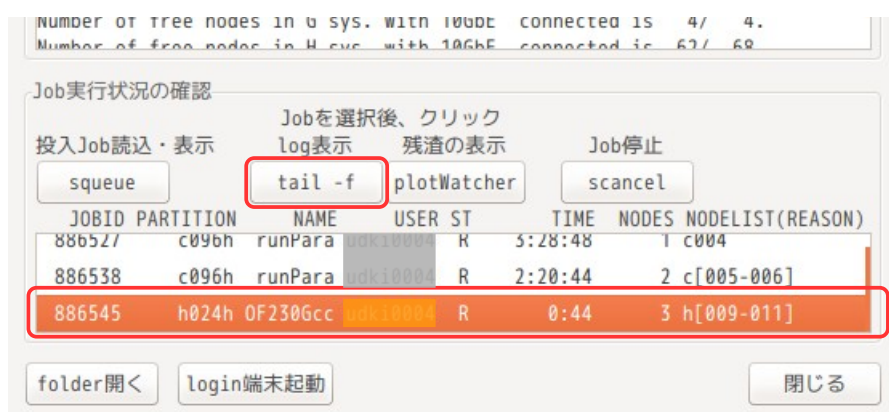 Number of free nodes in G sys. with 10GbE connected is 4/ 4.
Number of free nodes in H sys. with 10GbE connected is 62/ 68.
Job実行状況の確認
Jobを選択後、クリック
投入Job読込・表示 log表示 残渣の表示 Job停止
squeue tail -f plotWatcher scancel
JOBID PARTITION NAME USER ST TIME NODES NODELIST(REASON)
886527 c096h runPara udki0004 R 3:28:48 1 c004
886538 c096h runPara udki0004 R 2:20:44 2 c[005-006]
886545 h024h OF230Gcc udki0004 R 0:44 3 h[009-011]
folder開く login端末起動 閉じる